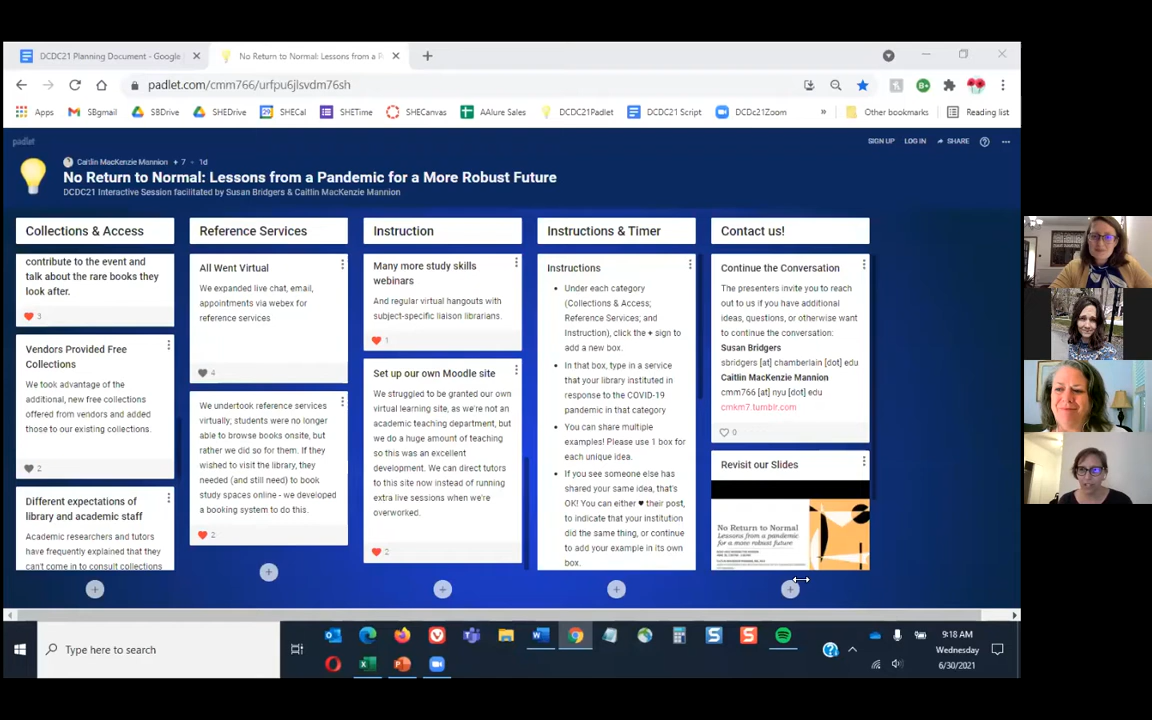 DCDC21 Planning Document - Google
No Return to Normal: Lessons from a P
padlet.com/cmm766/urfpu6jlsvdm76sh
Apps
SBgmail
SBDrive
SHEDrive
SHECal
SHETime
SHECanvas
AAlure Sales
DCDC21Padlet
DCDC21 Script
DCDc21Zoom
»
Other bookmarks
Reading list
padlet
SIGN UP
LOG IN
SHARE
Caitlin MacKenzie Mannion + 7 • 1d
No Return to Normal: Lessons from a Pandemic for a More Robust Future
DCDC21 Interactive Session facilitated by Susan Bridgers & Caitlin MacKenzie Mannion
Collections & Access
contribute to the event and
talk about the rare books they
look after.
3
Vendors Provided Free
Collections
We took advantage of the
additional, new free collections
offered from vendors and added
those to our existing collections.
2
Different expectations of
library and academic staff
Academic researchers and tutors
have frequently explained that they
can't come in to consult collections
Reference Services
All Went Virtual
We expanded live chat, email,
appointments via webex for
reference services
4
We undertook reference services
virtually; students were no longer
able to browse books onsite, but
rather we did so for them. If they
wished to visit the library, they
needed (and still need) to book
study spaces online - we developed
a booking system to do this.
2
Instruction
Many more study skills
webinars
And regular virtual hangouts with
subject-specific liaison librarians.
1
Set up our own Moodle site
We struggled to be granted our own
virtual learning site, as we're not an
academic teaching department, but
we do a huge amount of teaching
so this was an excellent
development. We can direct tutors
to this site now instead of running
extra live sessions when we're
overworked.
2
Instructions & Timer
Instructions
• Under each category
(Collections & Access;
Reference Services; and
Instruction), click the + sign to
add a new box.
• In that box, type in a service
that your library instituted in
response to the COVID-19
pandemic in that category
• You can share multiple
examples! Please use 1 box for
each unique idea.
• If you see someone else has
shared your same idea, that's
OK! You can either ♥ their post,
to indicate that your institution
did the same thing, or continue
to add your example in its own
box.
Contact us!
Continue the Conversation
The presenters invite you to reach
out to us if you have additional
ideas, questions, or otherwise want
to continue the conversation:
Susan Bridgers
sbridgers [at] chamberlain [dot] edu
Caitlin MacKenzie Mannion
cmm766 [at] nyu [dot] edu
cmkm7.tumblr.com
0
Revisit our Slides
No Return to Normal
Lessons from a pandemic
for a more robust future
Type here to search
9:18 AM
Wednesday
6/30/2021